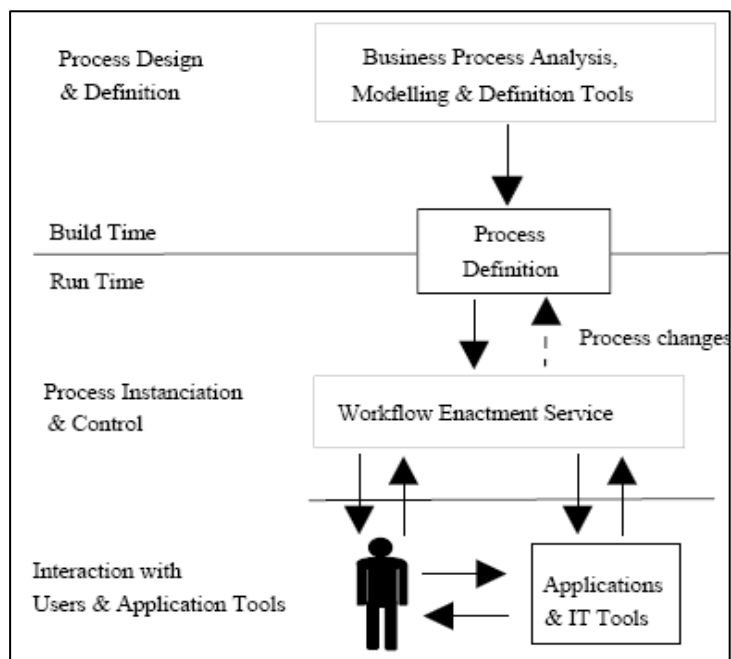 Process Design
& Definition
Business Process Analysis,
Modelling & Definition Tools
Build Time
Process
Definition
Run Time
Process changes
Process Instanciation
& Control
Workflow Enactment Service
Interaction with
Users & Application Tools
Applications
& IT Tools